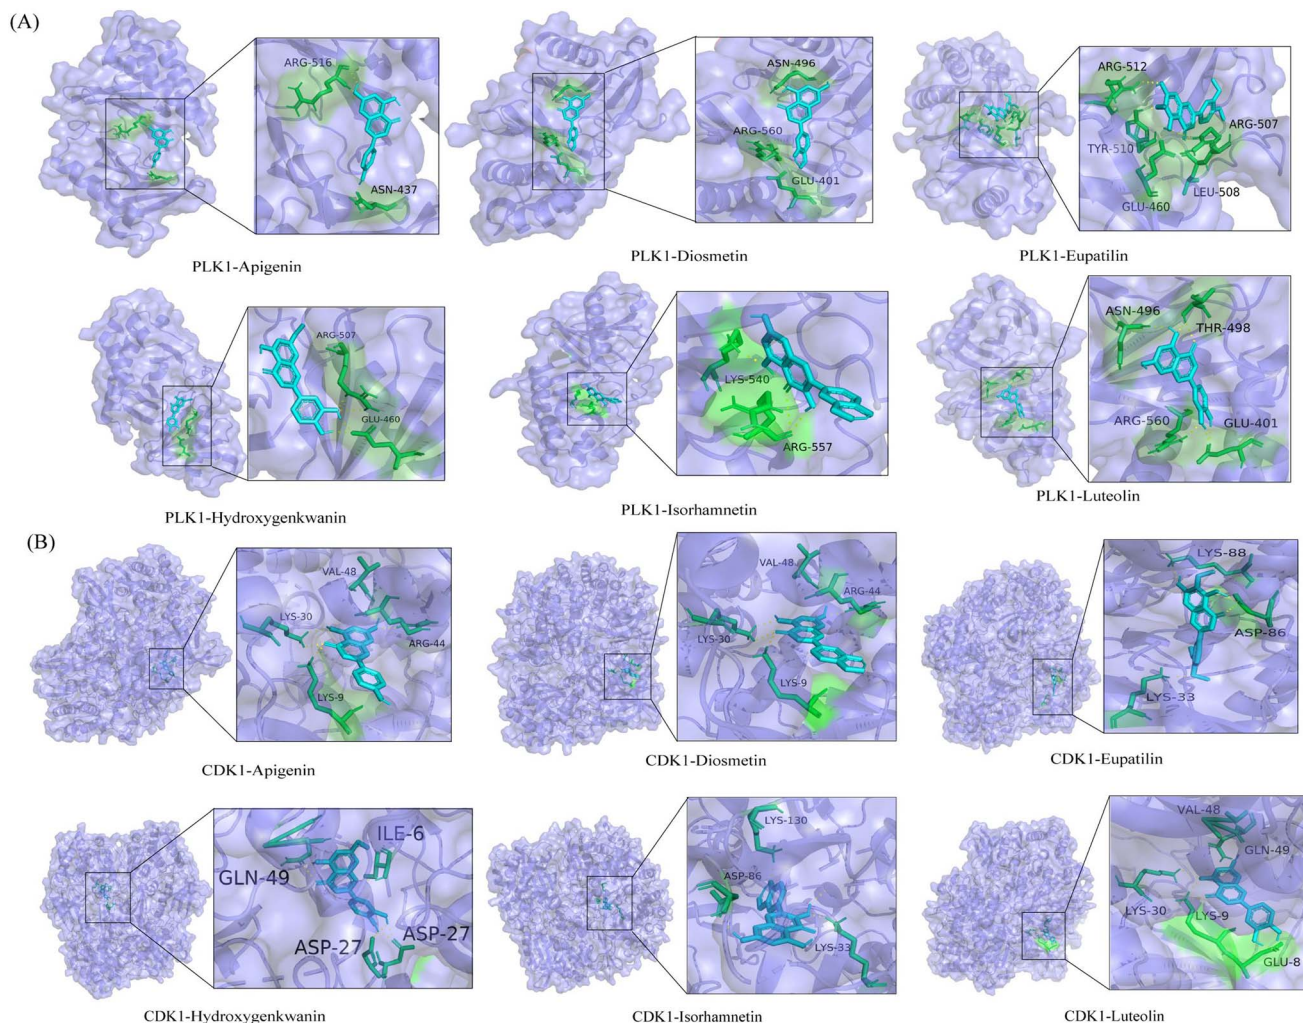 (A)
ARG-516
ASN-437
PLK1-Apigenin
ASN-496
ARG-560
GLU-401
PLK1-Diosmetin
ARG-512
ARG-507
TYR-510
LEU-508
GLU-460
PLK1-Eupatilin
ARG-507
GLU-460
PLK1-Hydroxygenkwanin
LYS-540
ARG-557
PLK1-Isorhamnetin
ASN-496
THR-498
ARG-560
GLU-401
PLK1-Luteolin
(B)
VAL-48
LYS-30
ARG-44
LYS-9
CDK1-Apigenin
VAL-48
ARG-44
LYS-30
LYS-9
CDK1-Diosmetin
LYS-88
ASP-86
LYS-33
CDK1-Eupatilin
ILE-6
GLN-49
ASP-27
ASP-27
CDK1-Hydroxygenkwanin
LYS-130
ASP-86
LYS-33
CDK1-Isorhamnetin
VAL-48
GLN-49
LYS-30
LYS-9
GLU-8
CDK1-Luteolin